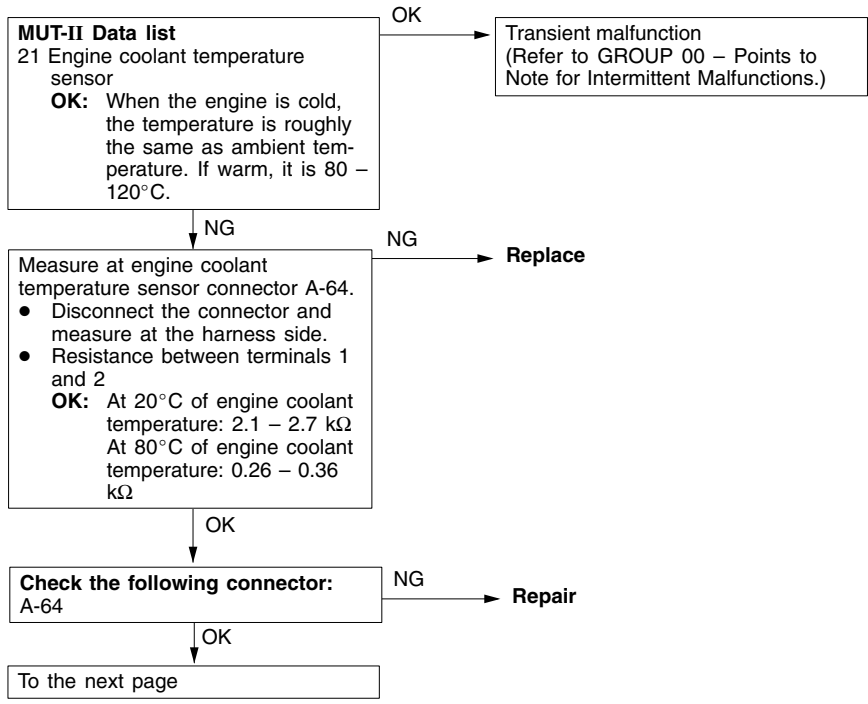 MUT-II Data list
21 Engine coolant temperature
sensor
OK: When the engine is cold,
the temperature is roughly
the same as ambient tem-
perature. If warm, it is 80 –
120°C.
OK
Transient malfunction
(Refer to GROUP 00 – Points to
Note for Intermittent Malfunctions.)
NG
Measure at engine coolant
temperature sensor connector A-64.
● Disconnect the connector and
measure at the harness side.
● Resistance between terminals 1
and 2
OK: At 20°C of engine coolant
temperature: 2.1 – 2.7 kΩ
At 80°C of engine coolant
temperature: 0.26 – 0.36
kΩ
NG
Replace
OK
Check the following connector:
A-64
NG
Repair
OK
To the next page